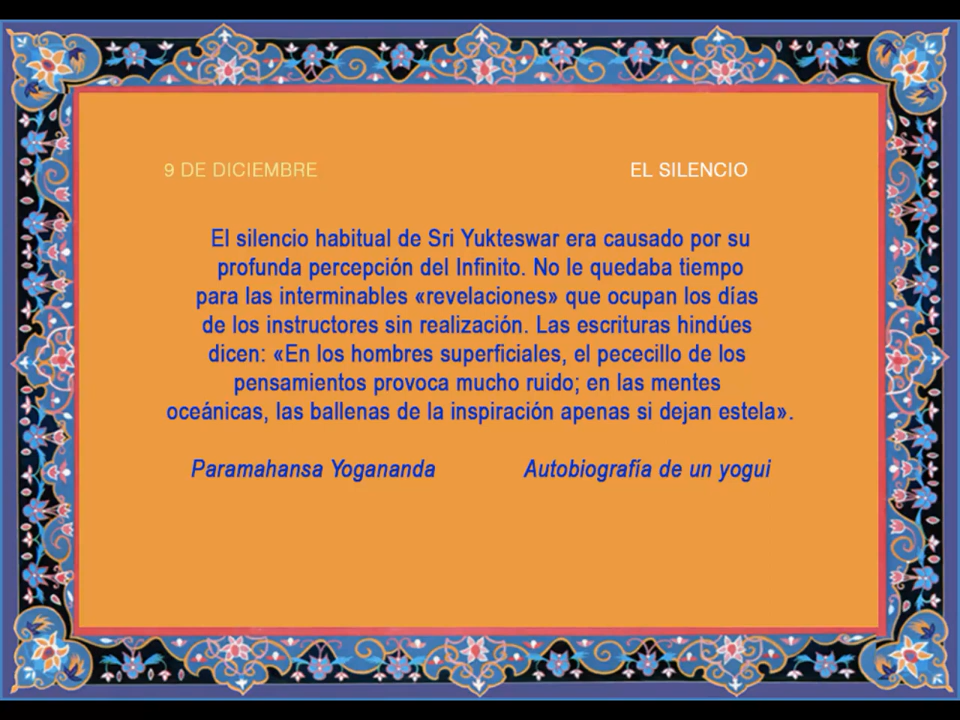 9 DE DICIEMBRE EL SILENCIO
El silencio habitual de Sri Yukteswar era causado por su
profunda percepción del Infinito. No le quedaba tiempo
para las interminables «revelaciones» que ocupan los días
de los instructores sin realización. Las escrituras hindúes
dicen: «En los hombres superficiales, el pececillo de los
pensamientos provoca mucho ruido; en las mentes
oceánicas, las ballenas de la inspiración apenas si dejan estela».
Paramahansa Yogananda Autobiografía de un yogui